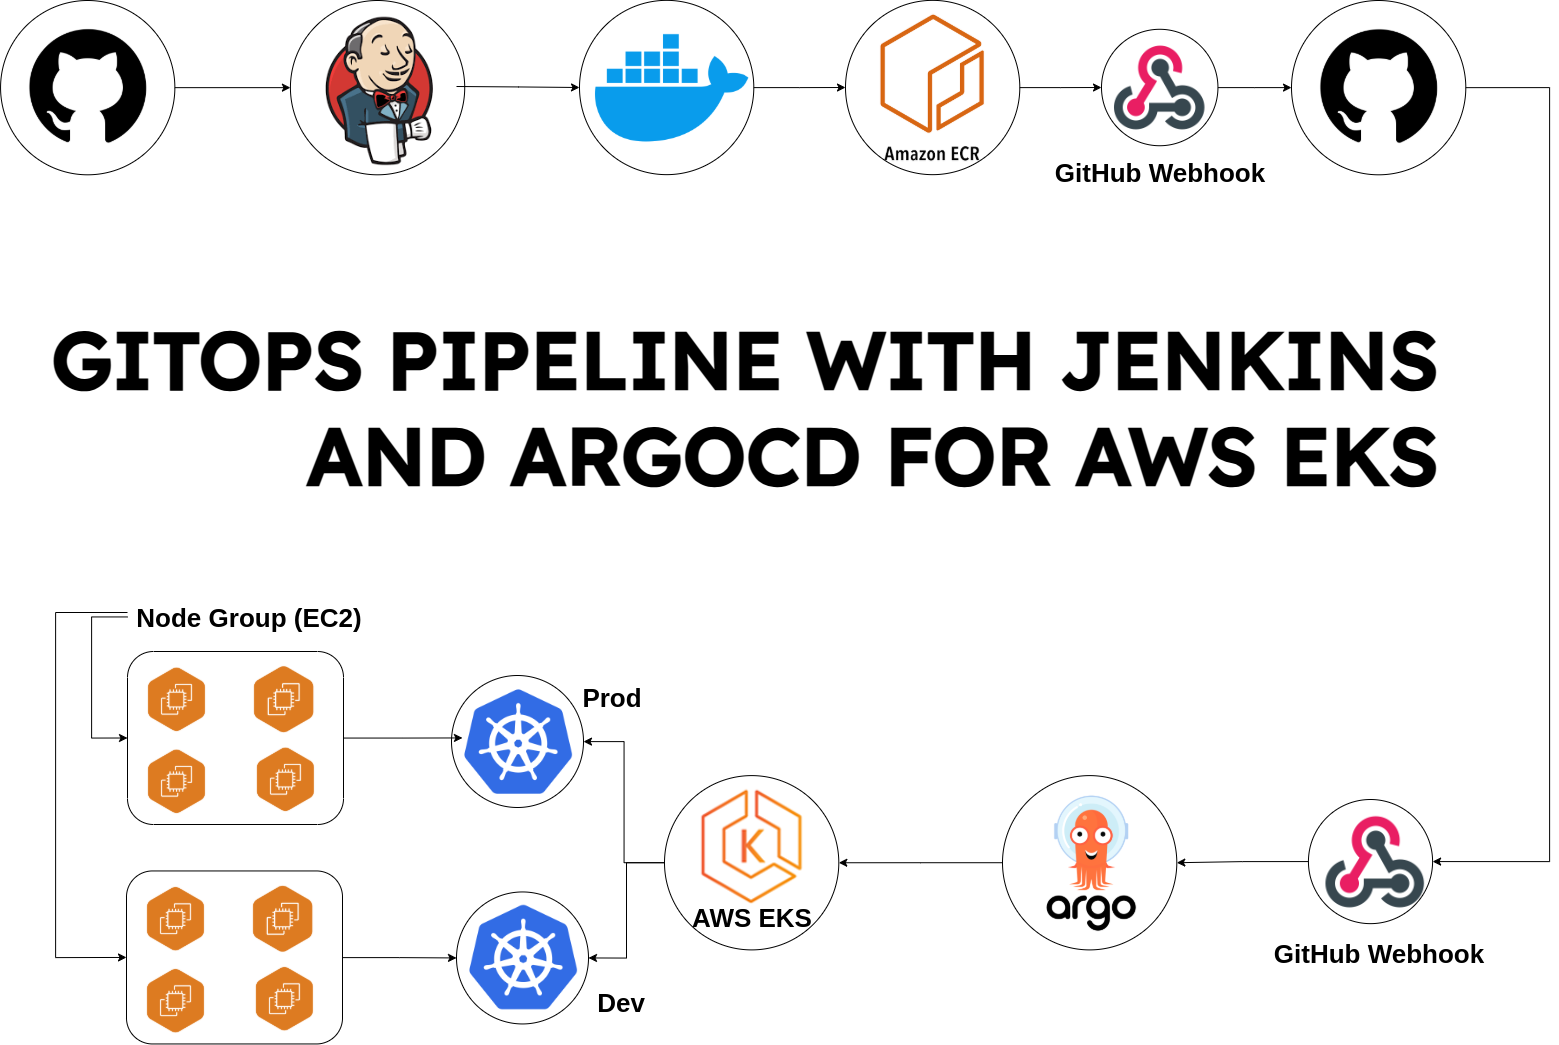 Amazon ECR
GitHub Webhook
GITOPS PIPELINE WITH JENKINS
AND ARGOCD FOR AWS EKS
Node Group (EC2)
Prod
K
argo
AWS EKS
GitHub Webhook
Dev